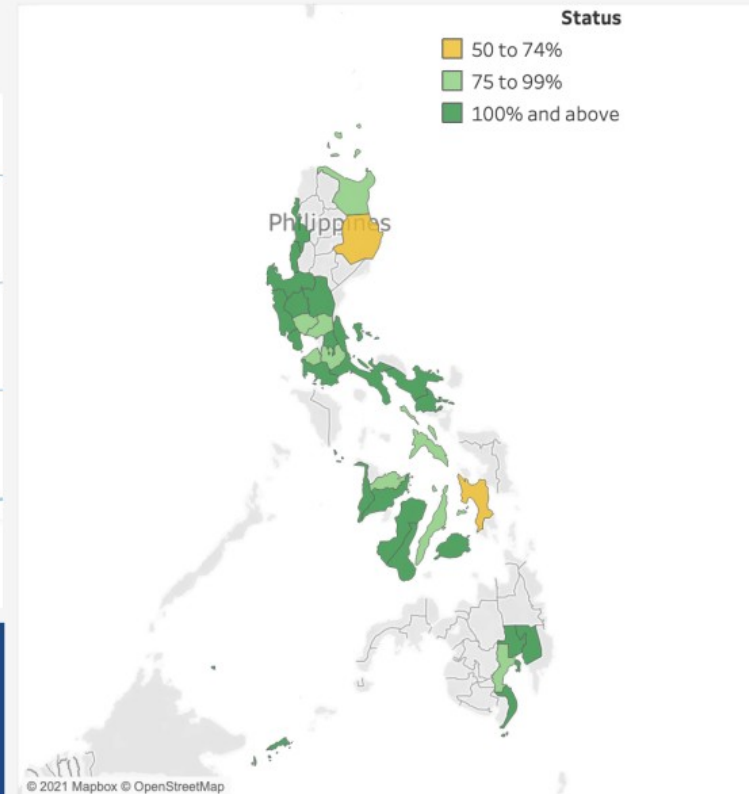 Status
50 to 74%
75 to 99%
100% and above
Philippines
© 2021 Mapbox © OpenStreetMap